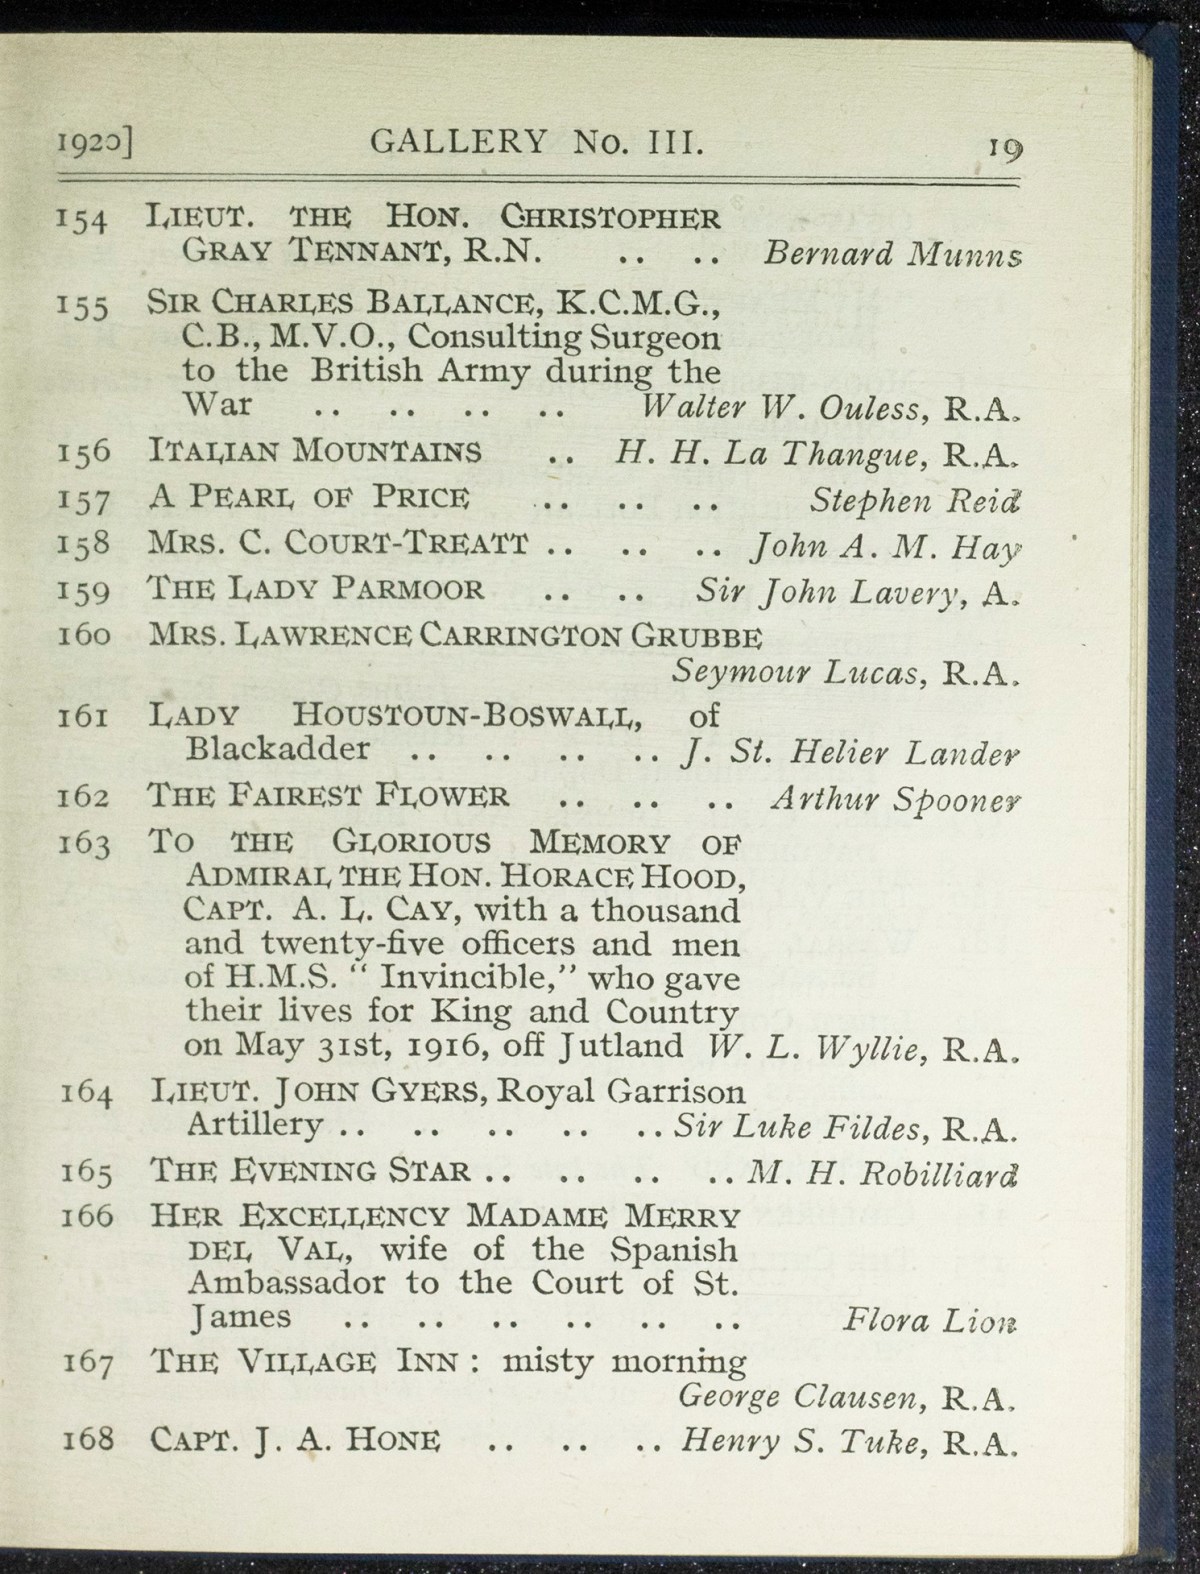 1920] GALLERY No. III. 19
154 LIEUT. THE HON. CHRISTOPHER
GRAY TENNANT, R.N. .. .. Bernard Munns
155 SIR CHARLES BALLANCE, K.C.M.G.,
C.B., M.V.O., Consulting Surgeon
to the British Army during the
War .. .. .. .. Walter W. Ouless, R.A.
156 ITALIAN MOUNTAINS .. H. H. La Thangue, R.A.
157 A PEARL OF PRICE .. .. .. Stephen Reid
158 MRS. C. COURT-TREATT .. .. .. John A. M. Hay
159 THE LADY PARMOOR .. .. Sir John Lavery, A.
160 MRS. LAWRENCE CARRINGTON GRUBBE
Seymour Lucas, R.A.
161 LADY HOUSTOUN-BOSWALL, of
Blackadder .. .. .. .. J. St. Helier Lander
162 THE FAIREST FLOWER .. .. .. Arthur Spooner
163 TO THE GLORIOUS MEMORY OF
ADMIRAL THE HON. HORACE HOOD,
CAPT. A. L. CAY, with a thousand
and twenty-five officers and men
of H.M.S. “ Invincible,” who gave
their lives for King and Country
on May 31st, 1916, off Jutland W. L. Wyllie, R.A.
164 LIEUT. JOHN GYERS, Royal Garrison
Artillery .. .. .. .. .. Sir Luke Fildes, R.A.
165 THE EVENING STAR .. .. .. .. M. H. Robilliard
166 HER EXCELLENCY MADAME MERRY
DEL VAL, wife of the Spanish
Ambassador to the Court of St.
James .. .. .. .. .. .. Flora Lion
167 THE VILLAGE INN : misty morning
George Clausen, R.A.
168 CAPT. J. A. HONE .. .. .. Henry S. Tuke, R.A.